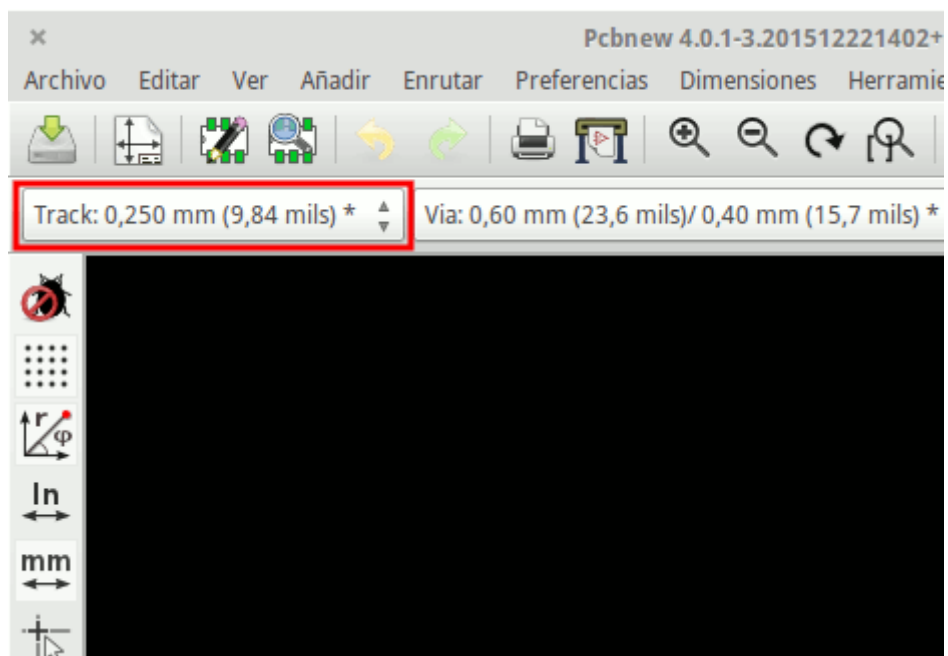 Pcbnew 4.0.1-3.201512221402+
Archivo Editar Ver Añadir Enrutar Preferencias Dimensiones Herramie
Track: 0,250 mm (9,84 mils) * Via: 0,60 mm (23,6 mils)/ 0,40 mm (15,7 mils) *
r
φ
In
mm